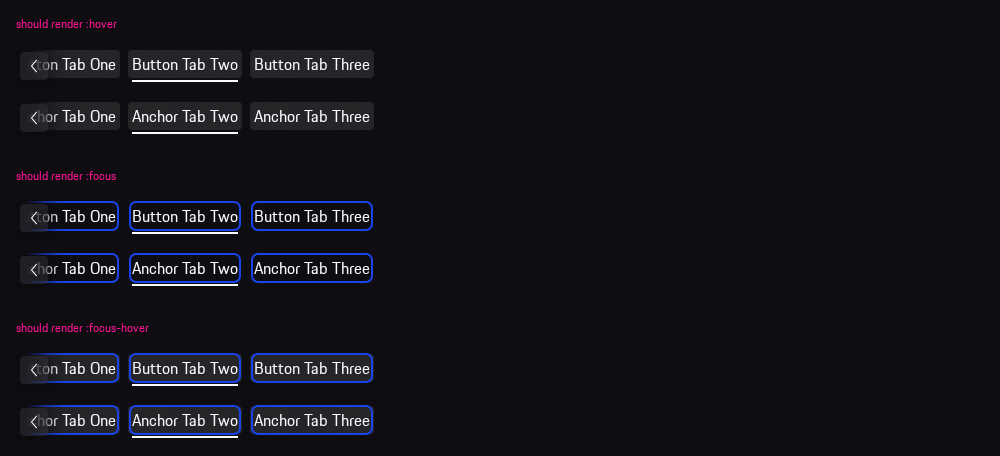 should render :hover
ton Tab One Button Tab Two Button Tab Three
hor Tab One Anchor Tab Two Anchor Tab Three
should render :focus
ton Tab One Button Tab Two Button Tab Three
hor Tab One Anchor Tab Two Anchor Tab Three
should render :focus-hover
ton Tab One Button Tab Two Button Tab Three
hor Tab One Anchor Tab Two Anchor Tab Three